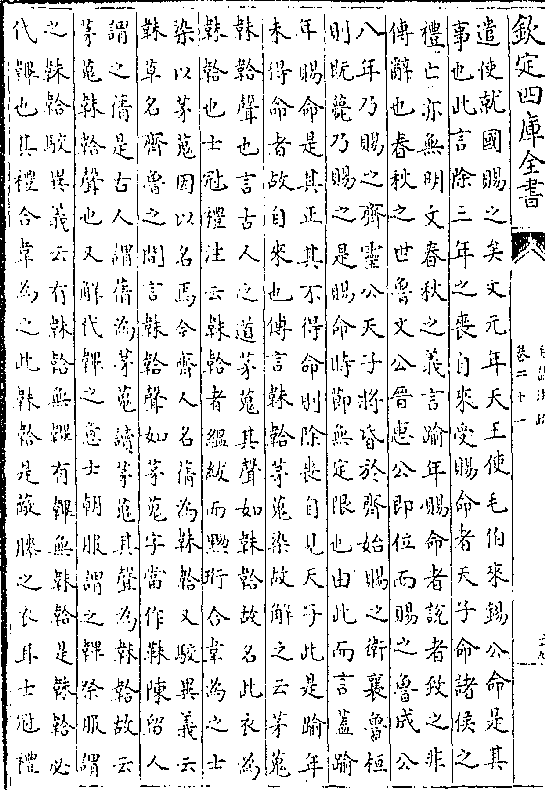 欽定四庫全書
卷二十一
遣使就國賜之矣文元年天王使毛伯來錫公命是其
事也此言除三年之喪自來受賜命者天子命諸侯之
禮亡亦無明文春秋之義言踰年賜命者說者致之非
傳辭也春秋之世魯文公晉惠公即位而賜之魯成公
八年乃賜之齊靈公天子將昏於齊始賜之衛襄魯桓
則既薨乃賜之是賜命時節無定限也由此而言蓋踰
年賜命是其正其不得命則除喪自見天子此是踰年
未得命者故自來也傳言韎韐茅蒐染故解之云茅蒐
韎韐聲也言古人之道茅蒐其聲如韎韐故名此衣為
韎韐也士冠禮注云韎韐者縕紱而黝珩合韋為之士
染以茅蒐因以名焉今齊人名蒨為韎韐又駮異義云
韎草名齊魯之間言韎韐聲如茅蒐字當作韎陳留人
謂之蒨是古人謂蒨為茅蒐讀茅蒐其聲為韎韐故云
茅蒐韎韐聲也又解代韠之意士朝服謂之韠祭服謂
之韎韐駮異義云有韎韐無韠有韠無韎韐是韎韐必
代韠也其禮合韋為之此韎韐是蔽膝之衣耳士冠禮